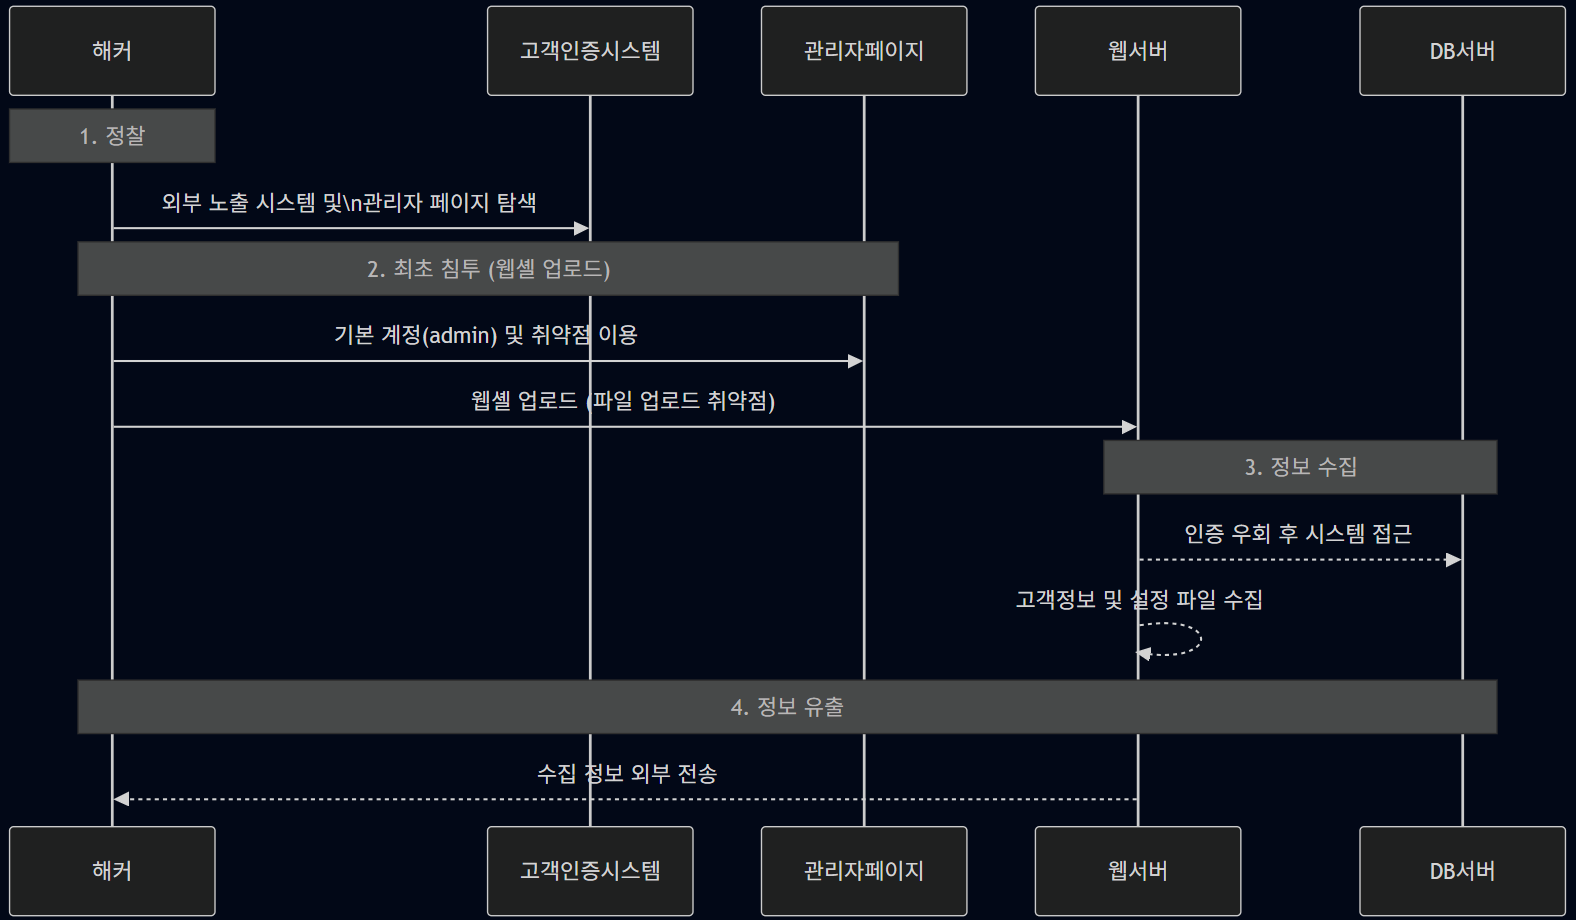 해커
고객인증시스템
관리자페이지
웹서버
DB서버
1. 정찰
외부 노출 시스템 및\n관리자 페이지 탐색
2. 최초 침투 (웹셸 업로드)
기본 계정(admin) 및 취약점 이용
웹셸 업로드 (파일 업로드 취약점)
3. 정보 수집
인증 우회 후 시스템 접근
고객정보 및 설정 파일 수집
4. 정보 유출
수집 정보 외부 전송
해커
고객인증시스템
관리자페이지
웹서버
DB서버